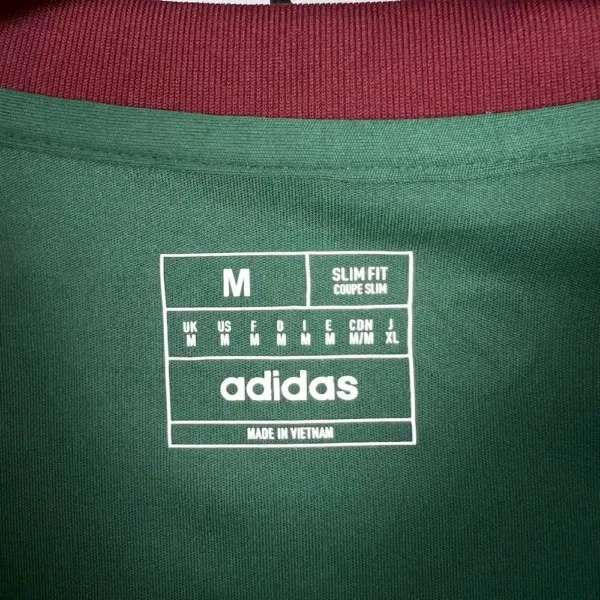 M
SLIM FIT
COUPE SLIM
UK US F D I E CDN J
M M M M M M M/M XL
adidas
MADE IN VIETNAM